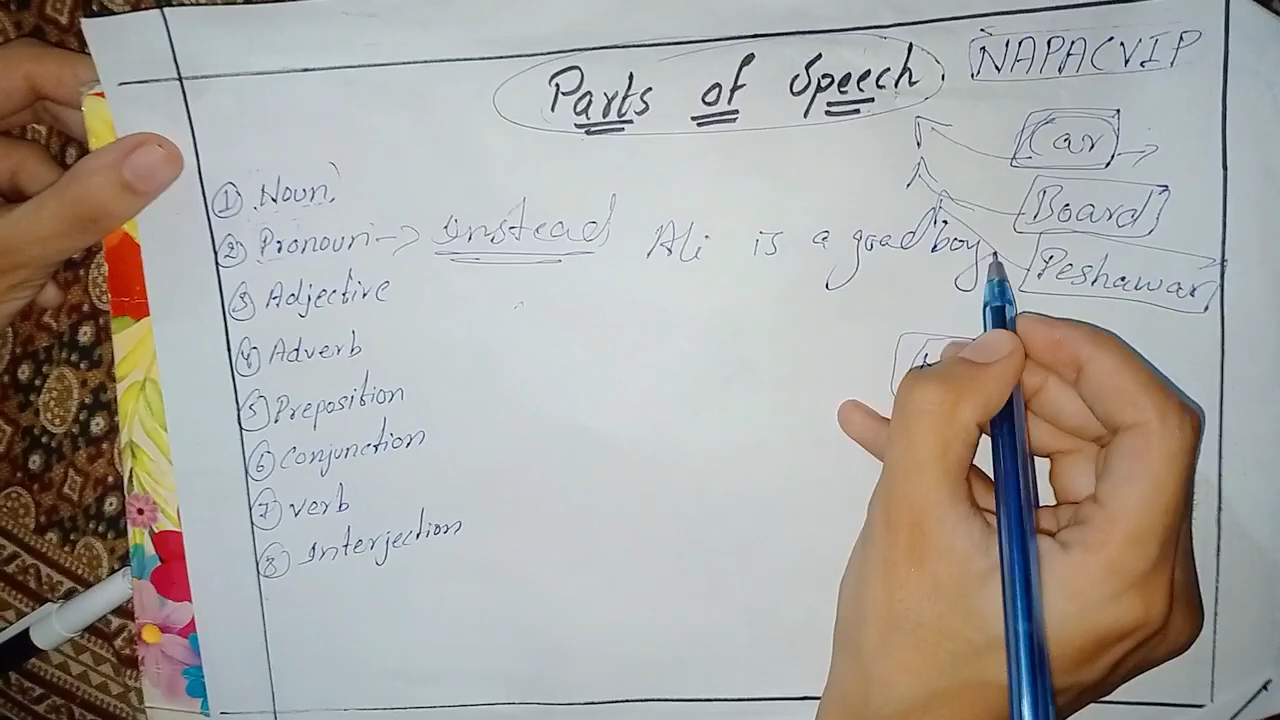 Parts of Speech
NAPACVIP
Car
Board
Peshawar
① Noun
② Pronoun → instead Ali is a good boy
③ Adjective
④ Adverb
⑤ Preposition
⑥ Conjunction
⑦ verb
⑧ Interjection